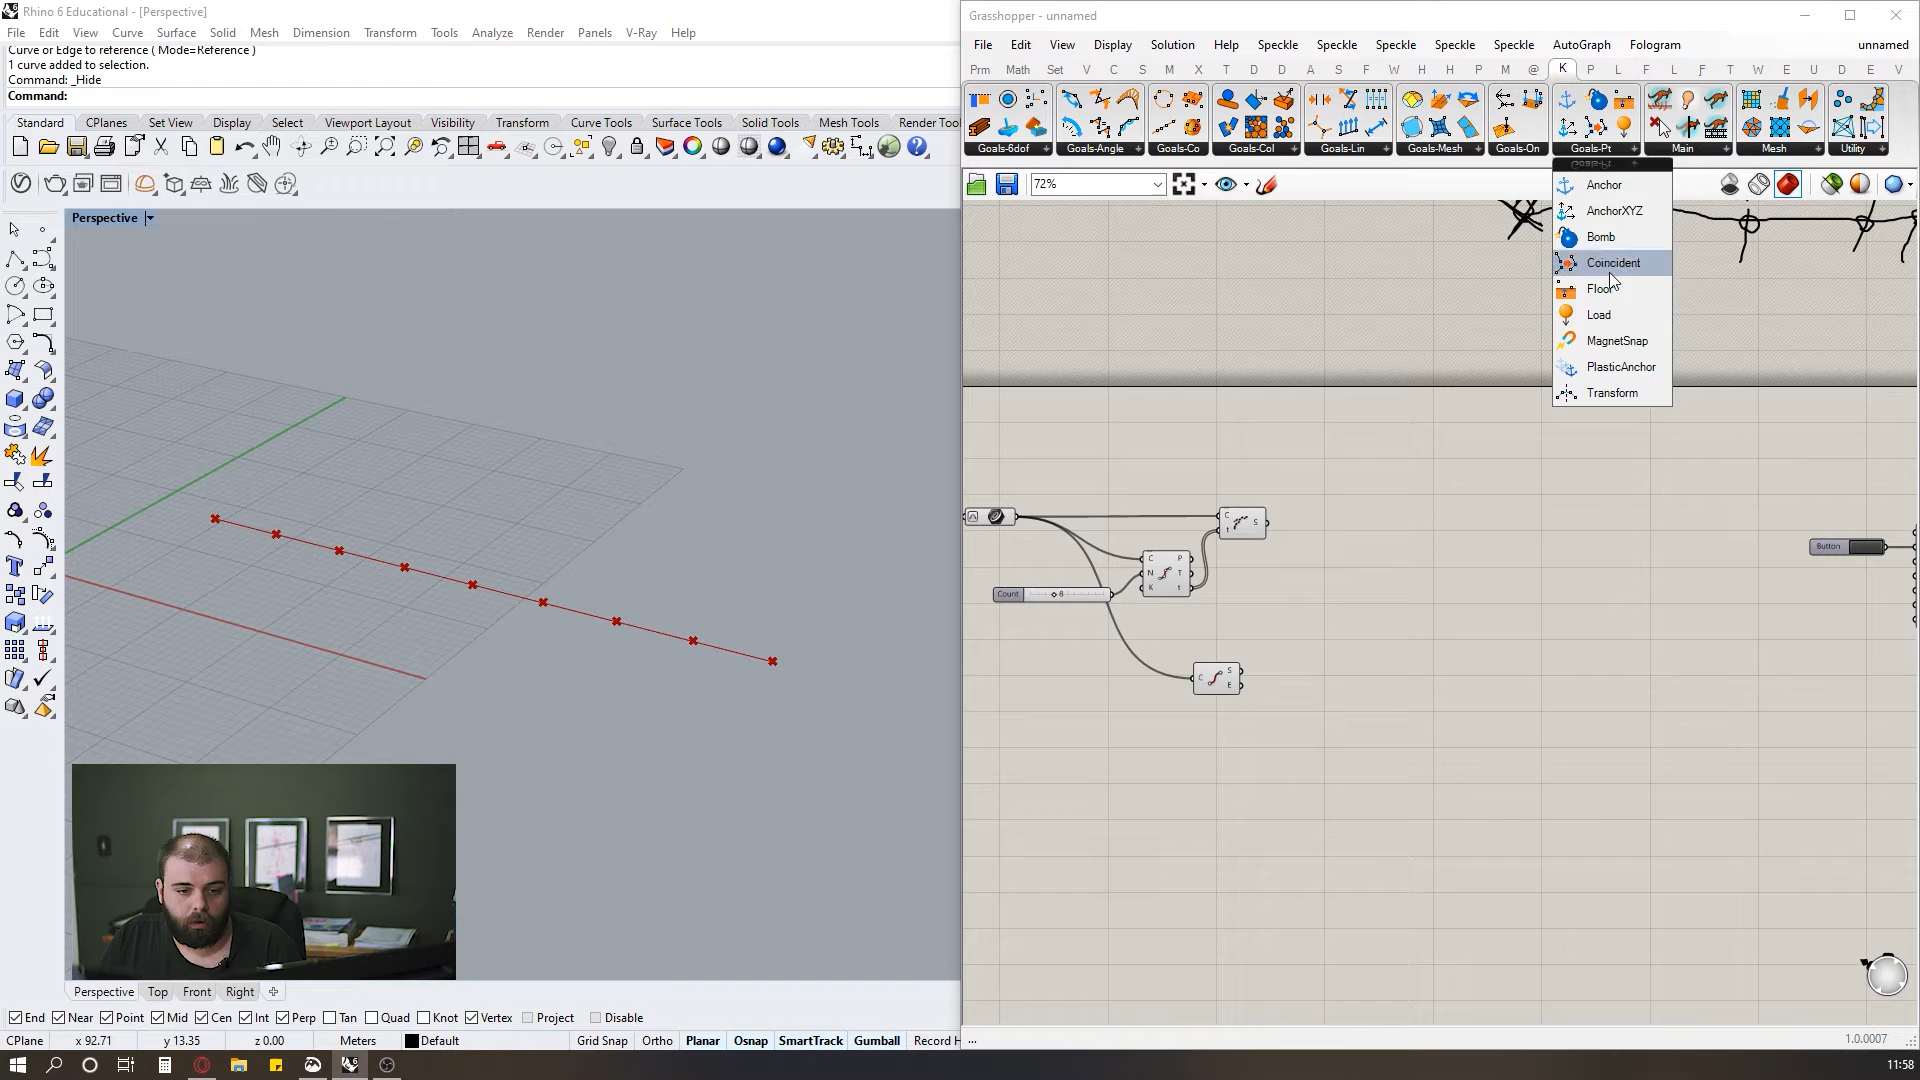 Rhino 6 Educational - [Perspective]
File Edit View Curve Surface Solid Mesh Dimension Transform Tools Analyze Render Panels V-Ray Help
Curve or Edge to reference ( Mode=Reference )
1 curve added to selection.
Command: _Hide
Command:
Standard CPlanes Set View Display Select Viewport Layout Visibility Transform Curve Tools Surface Tools Solid Tools Mesh Tools Render Tool
Perspective
Perspective Top Front Right
End Near Point Mid Cen Int Perp Tan Quad Knot Vertex Project Disable
CPlane x 92.71 y 13.35 z 0.00 Meters Default Grid Snap Ortho Planar Osnap SmartTrack Gumball Record H
Grasshopper - unnamed
File Edit View Display Solution Help Speckle Speckle Speckle Speckle Speckle AutoGraph Fologram unnamed
Prm Math Set V C S M X T D D A S F W H H P M @ K P L F L Ƒ T W E U D E V
Goals-6dof Goals-Angle Goals-Co Goals-Col Goals-Lin Goals-Mesh Goals-On Goals-Pt Main Mesh Utility
72%
Goals-Pt
Anchor
AnchorXYZ
Bomb
Coincident
Floor
Load
MagnetSnap
PlasticAnchor
Transform
C t S
C N K P T t
Count 8
C S E
Button
... 1.0.0007
11:58